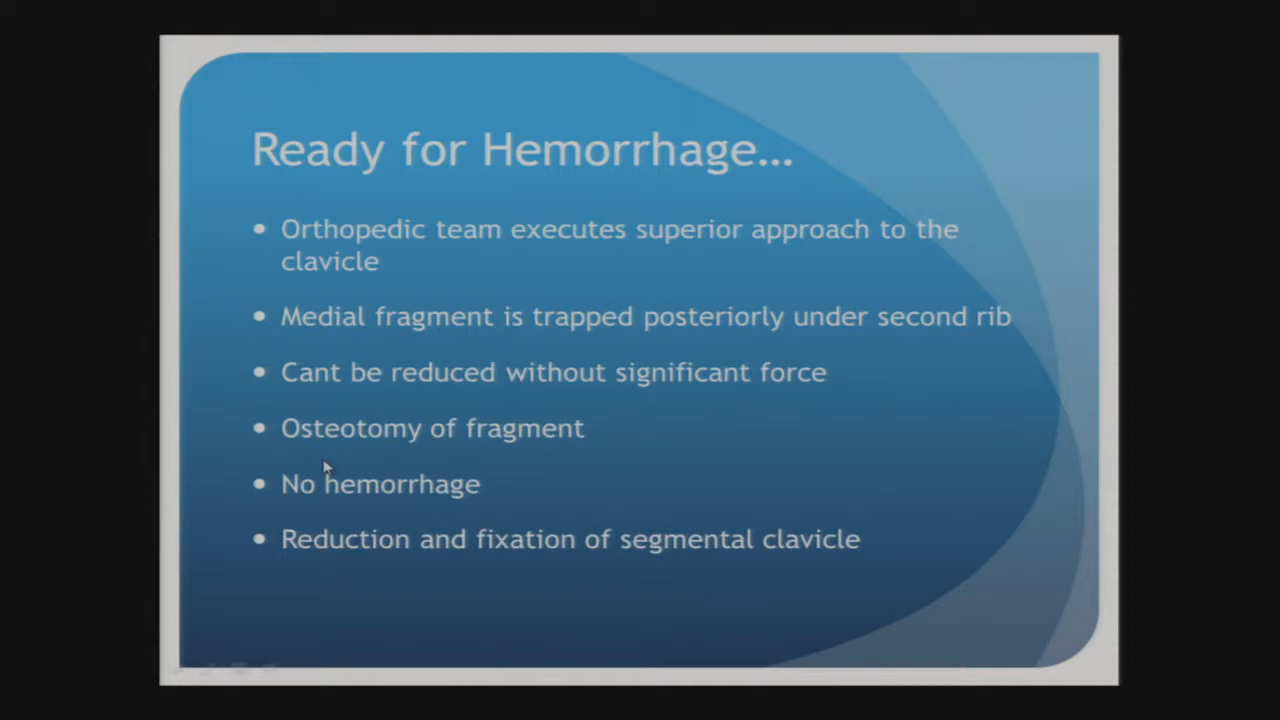 Ready for Hemorrhage...
• Orthopedic team executes superior approach to the
clavicle
• Medial fragment is trapped posteriorly under second rib
• Cant be reduced without significant force
• Osteotomy of fragment
• No hemorrhage
• Reduction and fixation of segmental clavicle